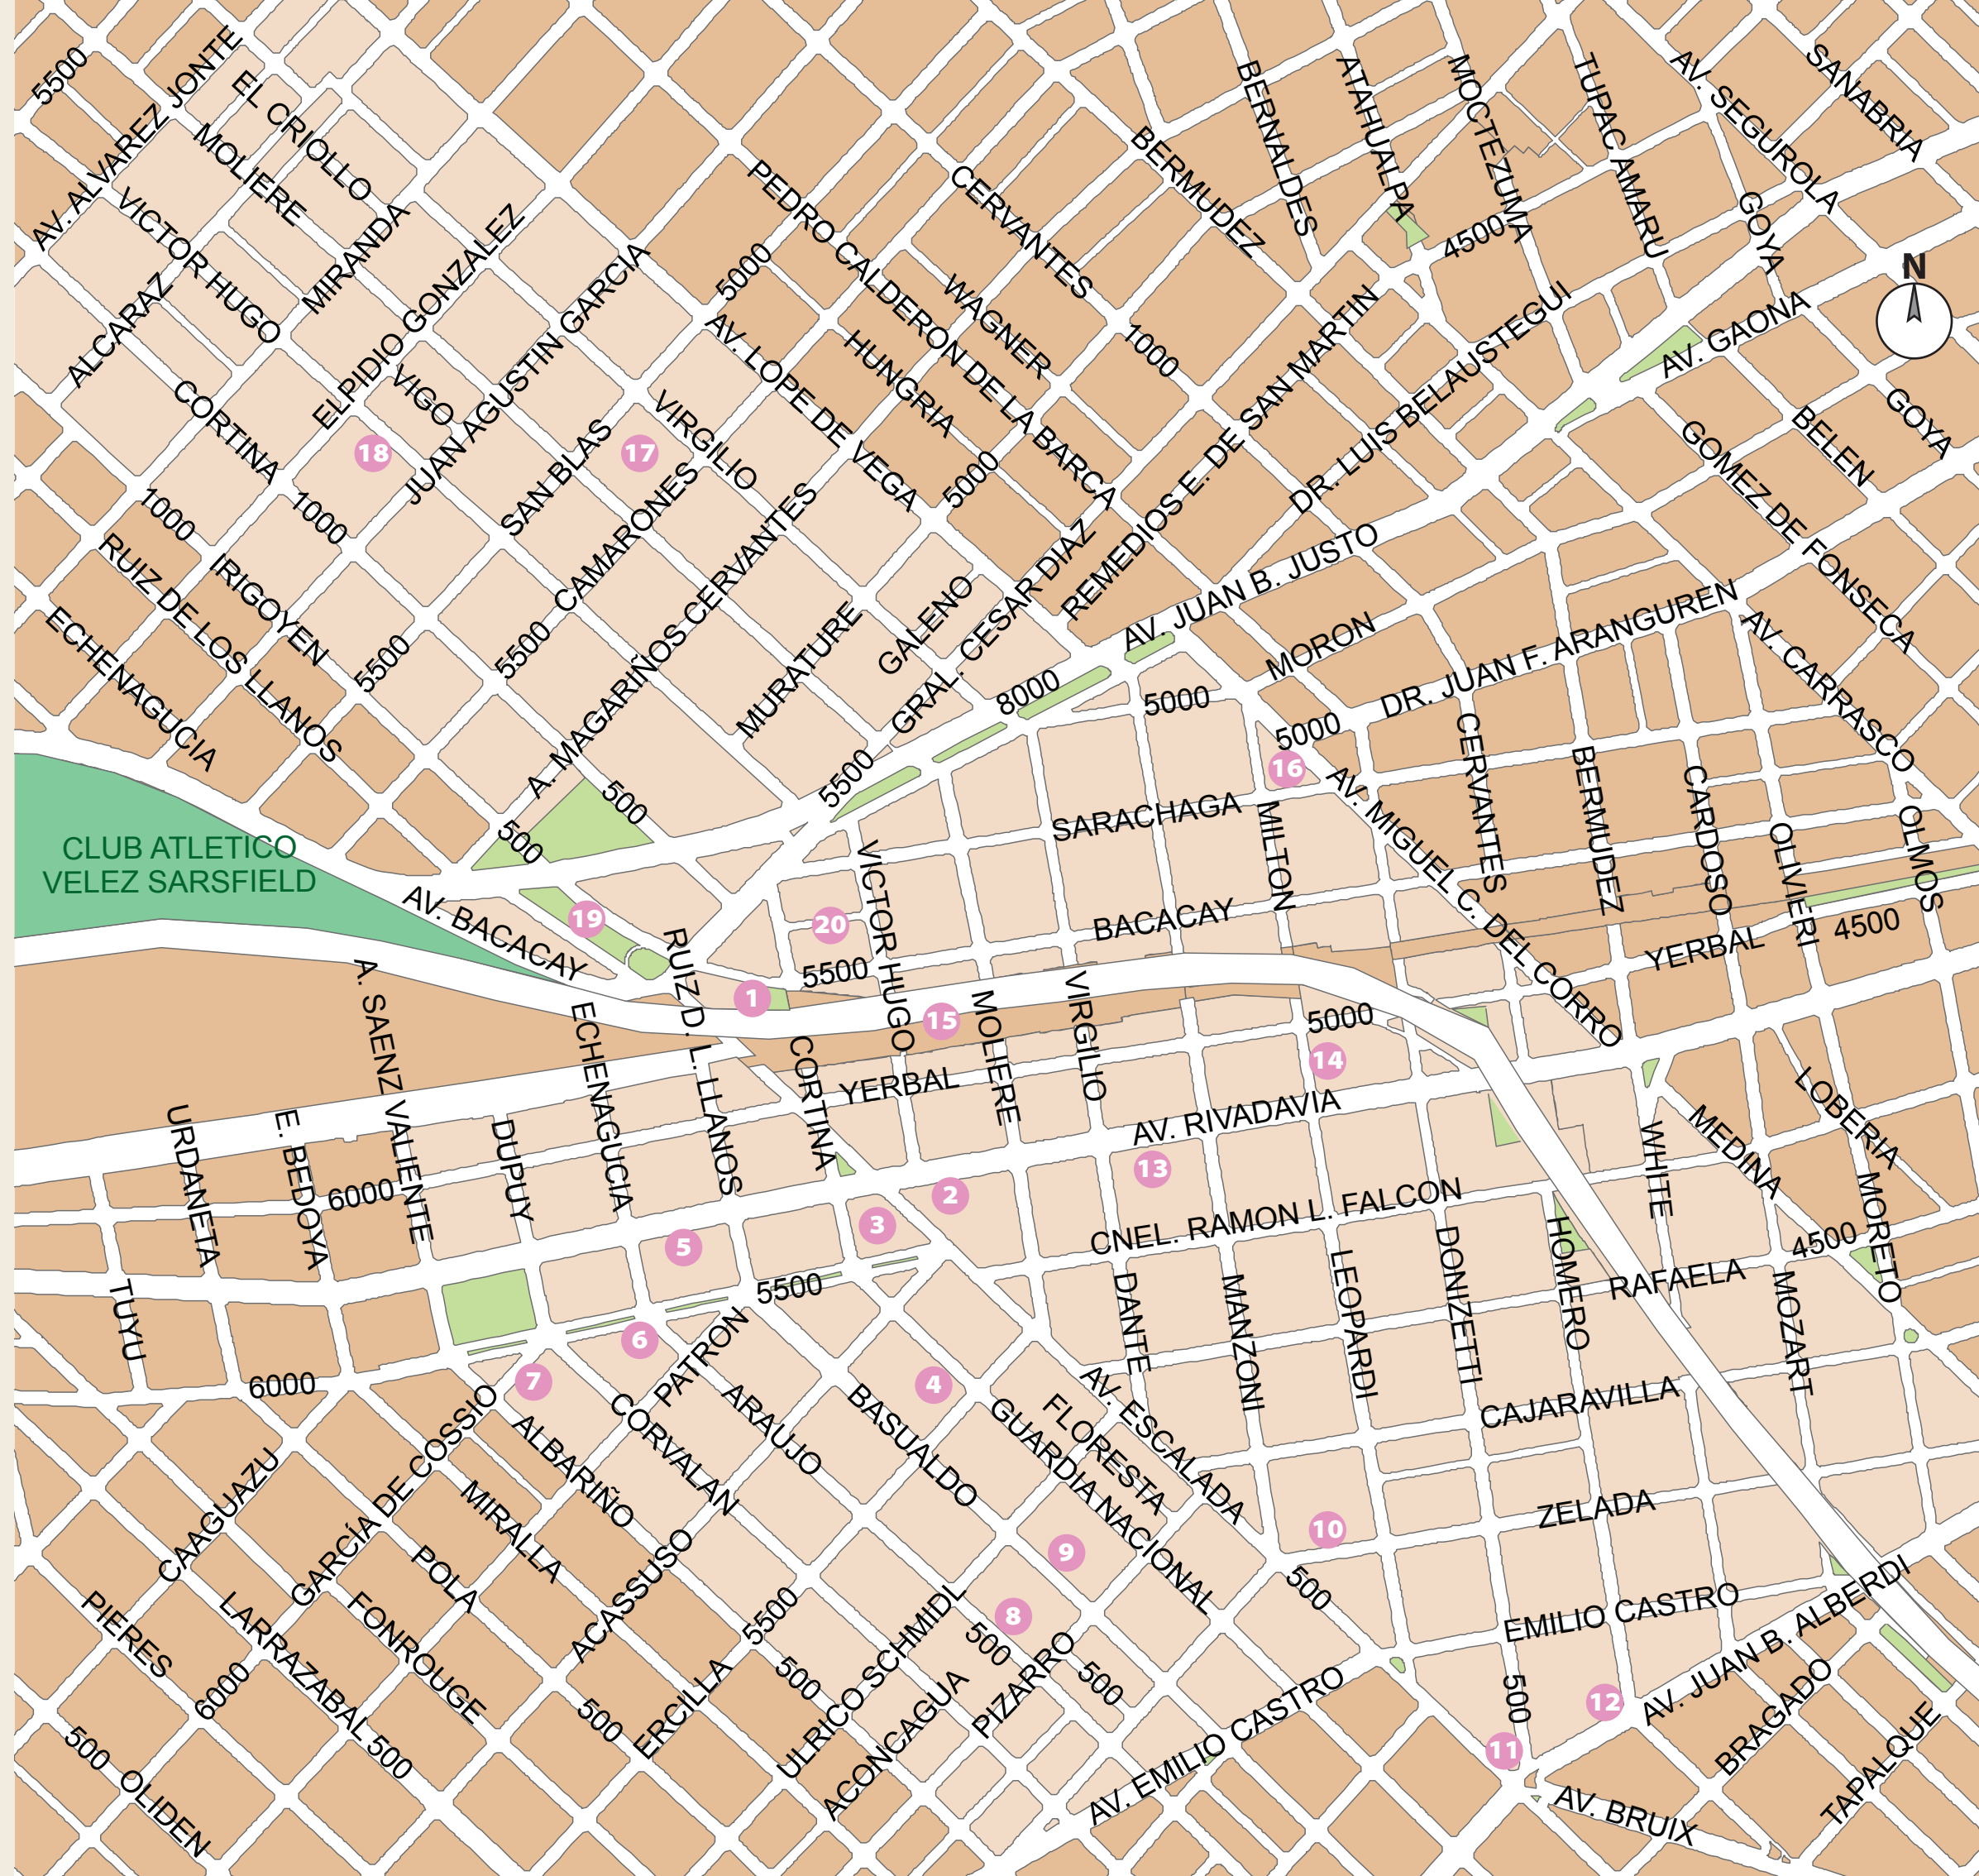 5500
AV. ALVAREZ JONTE
EL CRIOLLO
MOLIERE
VICTOR HUGO
MIRANDA
ALCARAZ
ELPIDIO GONZALEZ
JUAN AGUSTIN GARCIA
CORTINA
VIGO
18
SAN BLAS
17
VIRGILIO
CAMARONES
1000
1000
RUIZ DE LOS LLANOS
IRIGOYEN
ECHENAGUCIA
5500
5500
A. MAGARIÑOS CERVANTES
MURATURE
GALENO
GRAL. CESAR DIAZ
5500
500
500
PEDRO CALDERON DE LA BARCA
CERVANTES
BERMUDEZ
BERNALDES
ATAHUALPA
MOCTEZUMA
TUPAC AMARU
AV. SEGUROLA
SANABRIA
GOYA
4500
5000
WAGNER
AV. LOPE DE VEGA
HUNGRIA
1000
5000
REMEDIOS E. DE SAN MARTIN
DR. LUIS BELAUSTEGUI
AV. GAONA
N
GOYA
BELEN
GOMEZ DE FONSECA
AV. JUAN B. JUSTO
8000
5000
MORON
DR. JUAN F. ARANGUREN
AV. CARRASCO
5000
16
SARACHAGA
MILTON
AV. MIGUEL C. DEL CORRO
CERVANTES
BERMUDEZ
CARDOSO
OLIVIERI
OLMOS
4500
YERBAL
CLUB ATLETICO
VELEZ SARSFIELD
AV. BACACAY
19
20
VICTOR HUGO
BACACAY
5500
1
15
RUIZ D. L. LLANOS
MOLIERE
VIRGILIO
5000
14
A. SAENZ VALIENTE
ECHENAGUCIA
CORTINA
YERBAL
AV. RIVADAVIA
URDANETA
E. BEDOYA
DUPUY
6000
13
2
3
5
CNEL. RAMON L. FALCON
WHITE
MEDINA
LOBERIA
MORETO
4500
TUYU
5500
DANTE
MANZONI
LEOPARDI
DONIZETTI
HOMERO
RAFAELA
MOZART
6000
6
7
PATRON
4
AV. ESCALADA
FLORESTA
GUARDIA NACIONAL
BASUALDO
ARAUJO
CORVALAN
ALBARIÑO
GARCÍA DE COSSIO
CAAGUAZU
MIRALLA
POLA
FONROUGE
LARRAZABAL
PIERES
6000
500
500
OLIDEN
ACASSUSO
5500
500
ERCILLA
500
ULRICO SCHMIDL
ACONCAGUA
PIZARRO
500
500
8
9
10
CAJARAVILLA
ZELADA
500
EMILIO CASTRO
AV. EMILIO CASTRO
500
11
12
AV. JUAN B. ALBERDI
BRAGADO
TAPALQUE
AV. BRUIX